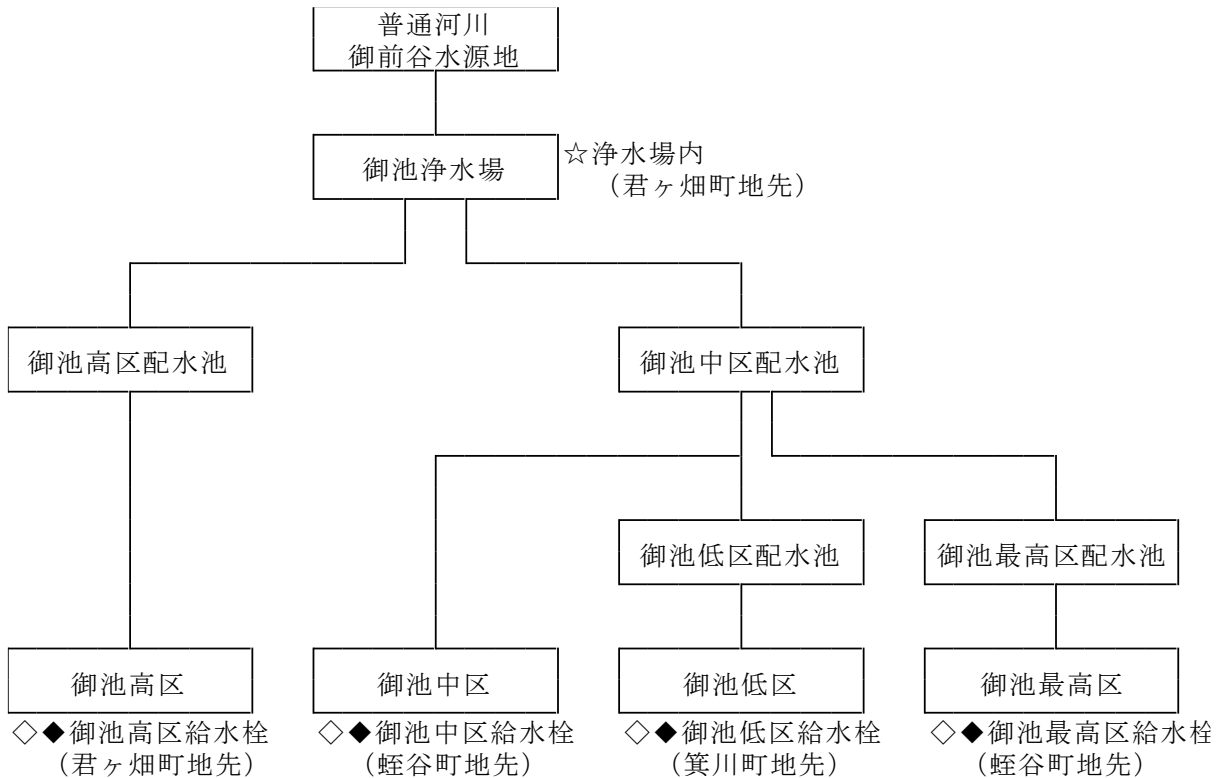 普通河川
御前谷水源地
御池浄水場
☆浄水場内
（君ヶ畑町地先）
御池高区配水池
御池中区配水池
御池低区配水池
御池最高区配水池
御池高区
御池中区
御池低区
御池最高区
◇◆御池高区給水栓
（君ヶ畑町地先）
◇◆御池中区給水栓
（蛭谷町地先）
◇◆御池低区給水栓
（箕川町地先）
◇◆御池最高区給水栓
（蛭谷町地先）